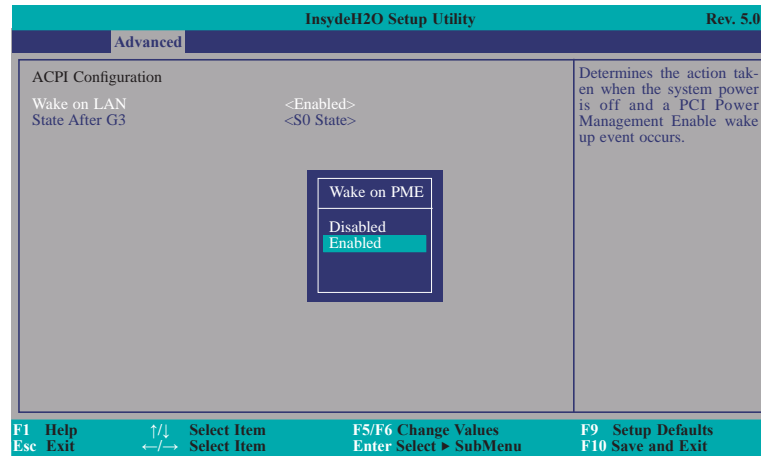 InsydeH2O Setup Utility Rev. 5.0
Advanced
ACPI Configuration
Wake on LAN <Enabled>
State After G3 <S0 State>
Determines the action tak-
en when the system power
is off and a PCI Power
Management Enable wake
up event occurs.
Wake on PME
Disabled
Enabled
F1 Help ↑/↓ Select Item F5/F6 Change Values F9 Setup Defaults
Esc Exit ←/→ Select Item Enter Select ► SubMenu F10 Save and Exit